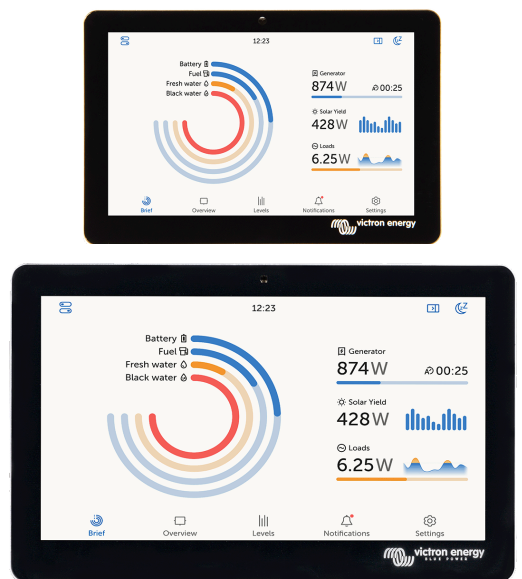 12:23
Battery
Fuel
Fresh water
Black water
Generator
874W
00:25
Solar Yield
428W
Loads
6.25W
Brief
Overview
Levels
Notifications
Settings
victron energy
12:23
Battery
Fuel
Fresh water
Black water
Generator
874W
00:25
Solar Yield
428W
Loads
6.25W
Brief
Overview
Levels
Notifications
Settings
victron energy
BLUE POWER